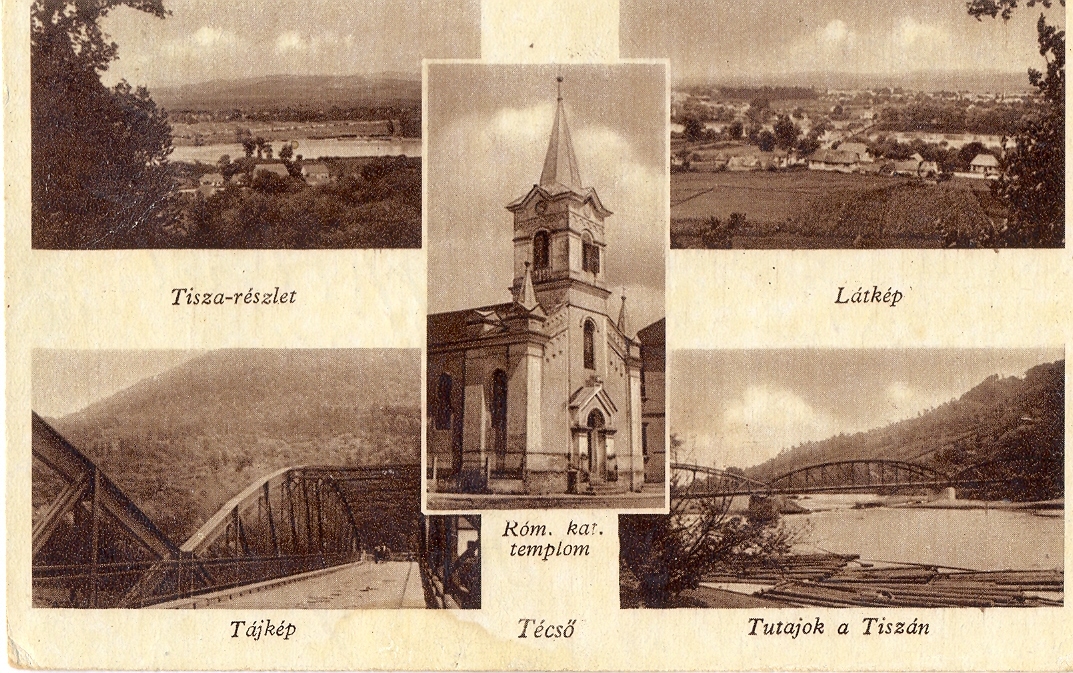 Tisza-részlet
Látkép
Róm. kat.
templom
Tájkép
Técső
Tutajok a Tiszán